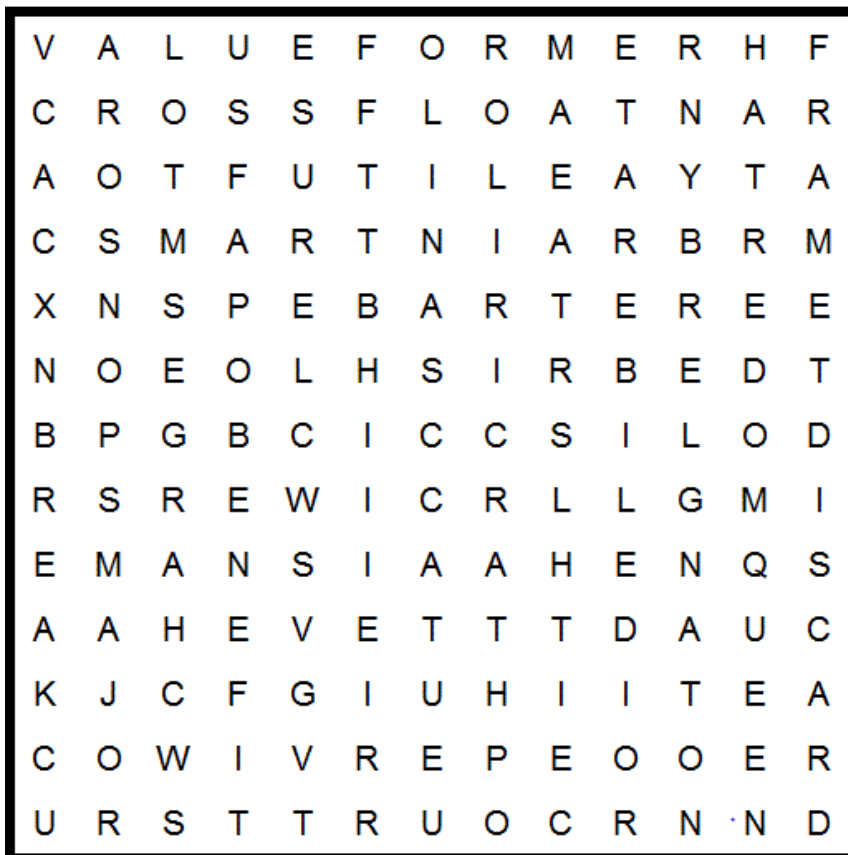 V A L U E F O R M E R H F
C R O S S F L O A T N A R
A O T F U T I L E A Y T A
C S M A R T N I A R B R M
X N S P E B A R T E R E E
N O E O L H S I R B E D T
B P G B C I C C S I L O D
R S R E W I C R L L G M I
E M A N S I A A H E N Q S
A A H E V E T T T D A U C
K J C F G I U H I I T E A
C O W I V R E P E O O E R
U R S T T R U O C R N N D